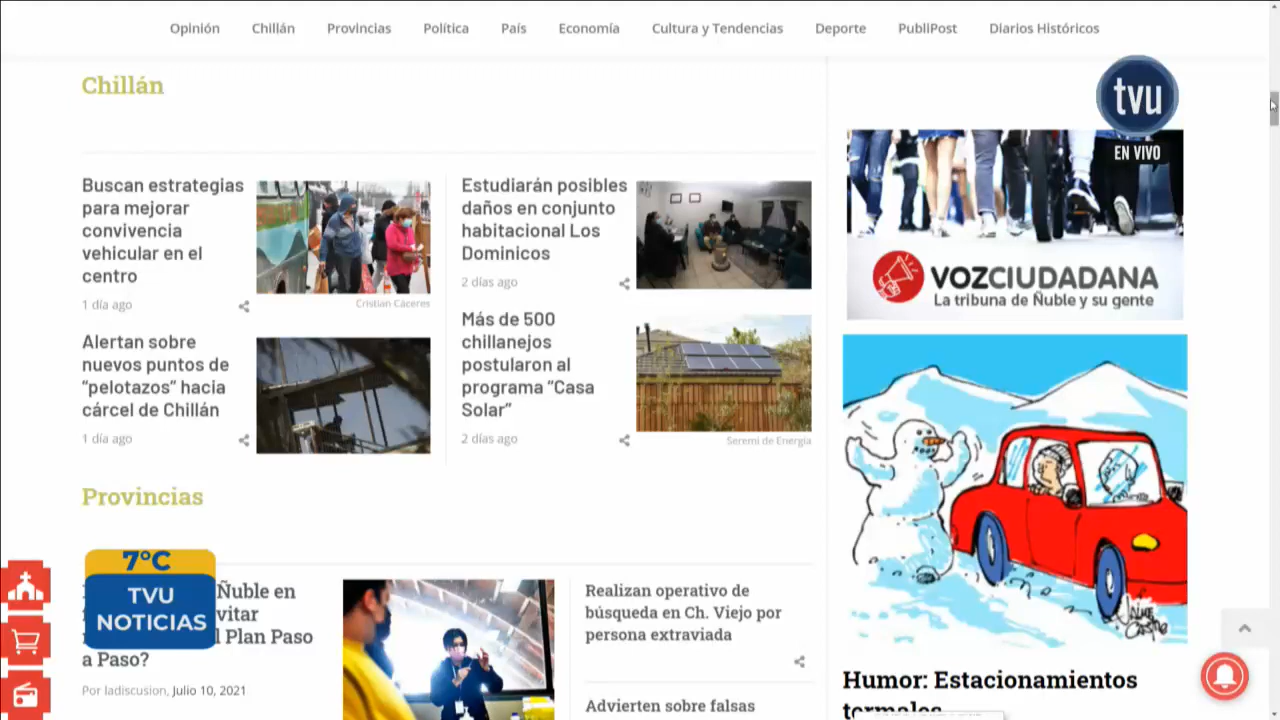 Opinión Chillán Provincias Política País Economía Cultura y Tendencias Deporte PubliPost Diarios Históricos
Chillán
Buscan estrategias
para mejorar
convivencia
vehicular en el
centro
1 día ago
Cristian Cáceres
Alertan sobre
nuevos puntos de
“pelotazos” hacia
cárcel de Chillán
1 día ago
Estudiarán posibles
daños en conjunto
habitacional Los
Dominicos
2 días ago
Más de 500
chillanejos
postularon al
programa “Casa
Solar”
2 días ago
Seremi de Energía
tvu
EN VIVO
VOZCIUDADANA
La tribuna de Ñuble y su gente
Jaime Castro
Humor: Estacionamientos
termales
Provincias
7°C
TVU
NOTICIAS
Ñuble en
vitar
l Plan Paso
a Paso?
Por ladiscusion, Julio 10, 2021
Realizan operativo de
búsqueda en Ch. Viejo por
persona extraviada
Advierten sobre falsas